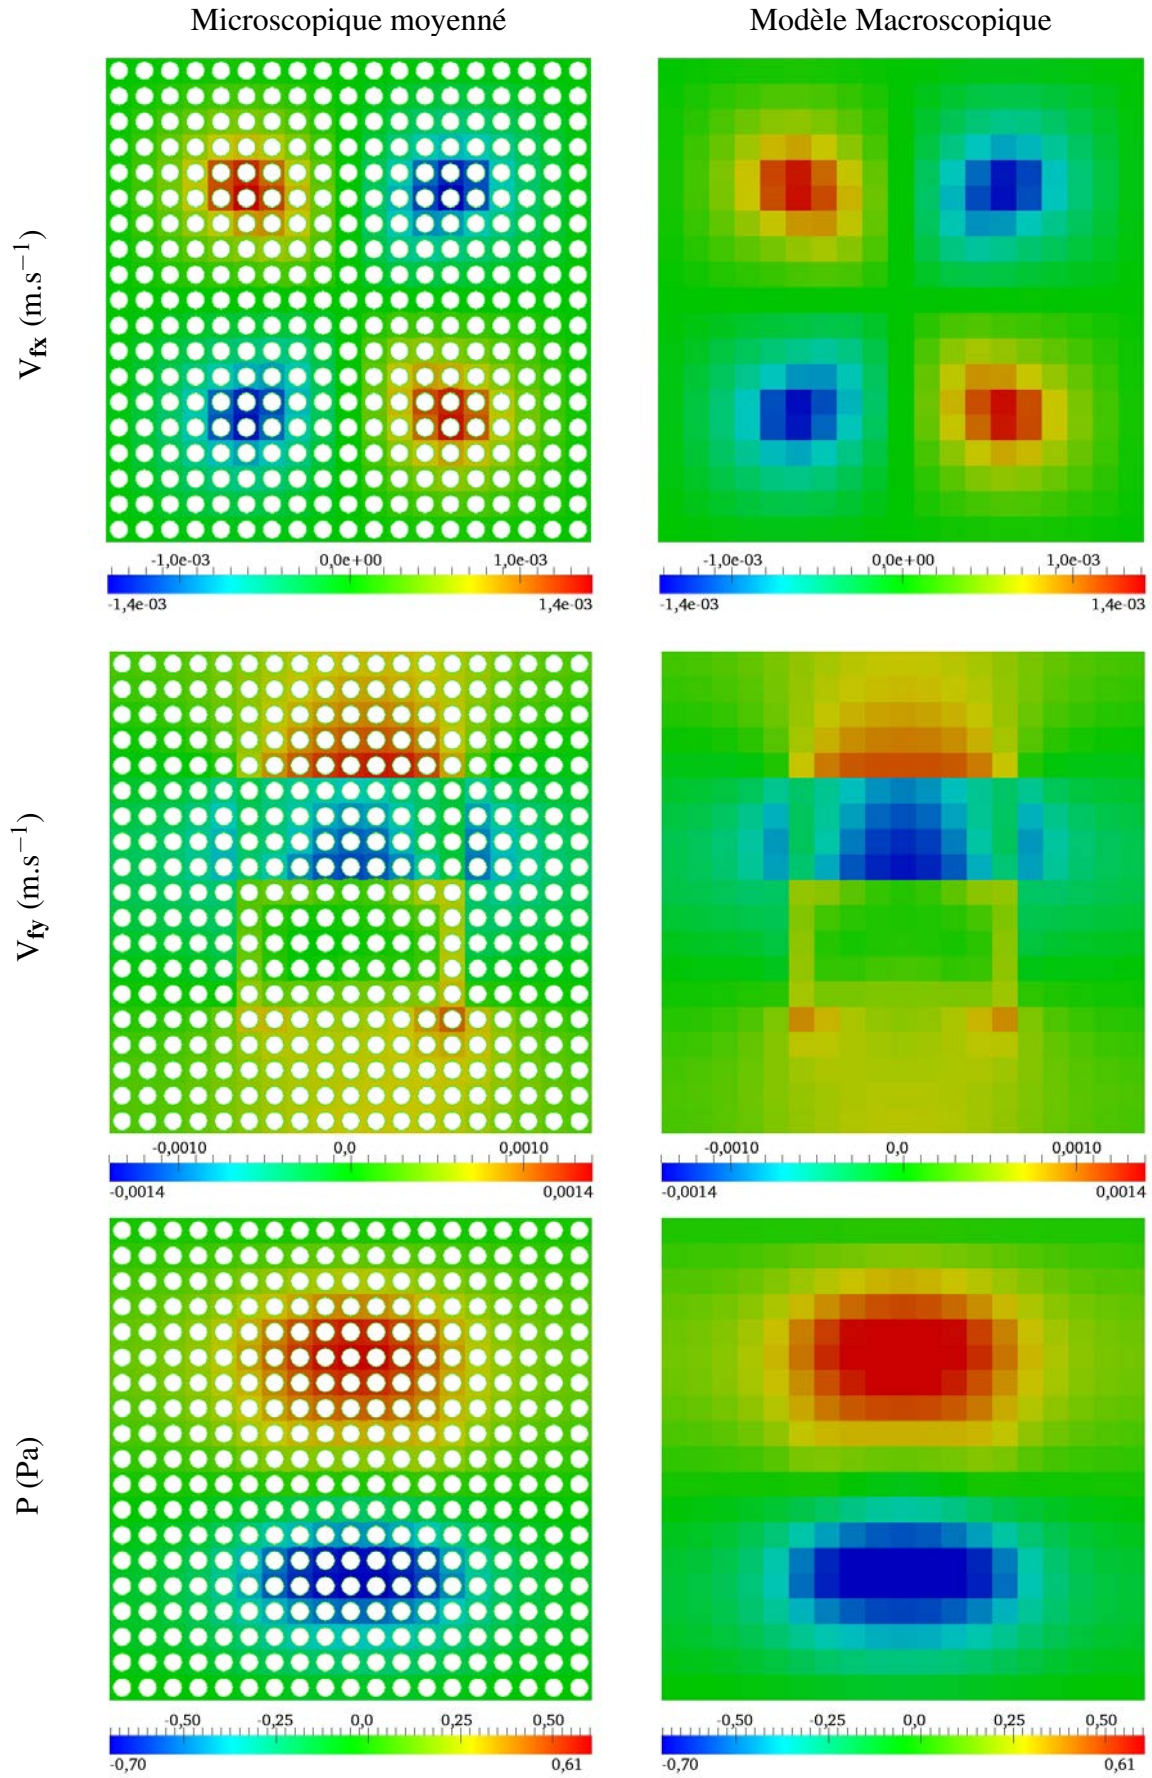 Microscopique moyenné Modèle Macroscopique
V_fx (m.s⁻¹)
-1,0e-03 0,0e+00 1,0e-03 -1,0e-03 0,0e+00 1,0e-03
-1,4e-03 1,4e-03 -1,4e-03 1,4e-03
V_fy (m.s⁻¹)
-0,0010 0,0 0,0010 -0,0010 0,0 0,0010
-0,0014 0,0014 -0,0014 0,0014
P (Pa)
-0,50 -0,25 0,0 0,25 0,50 -0,50 -0,25 0,0 0,25 0,50
-0,70 0,61 -0,70 0,61